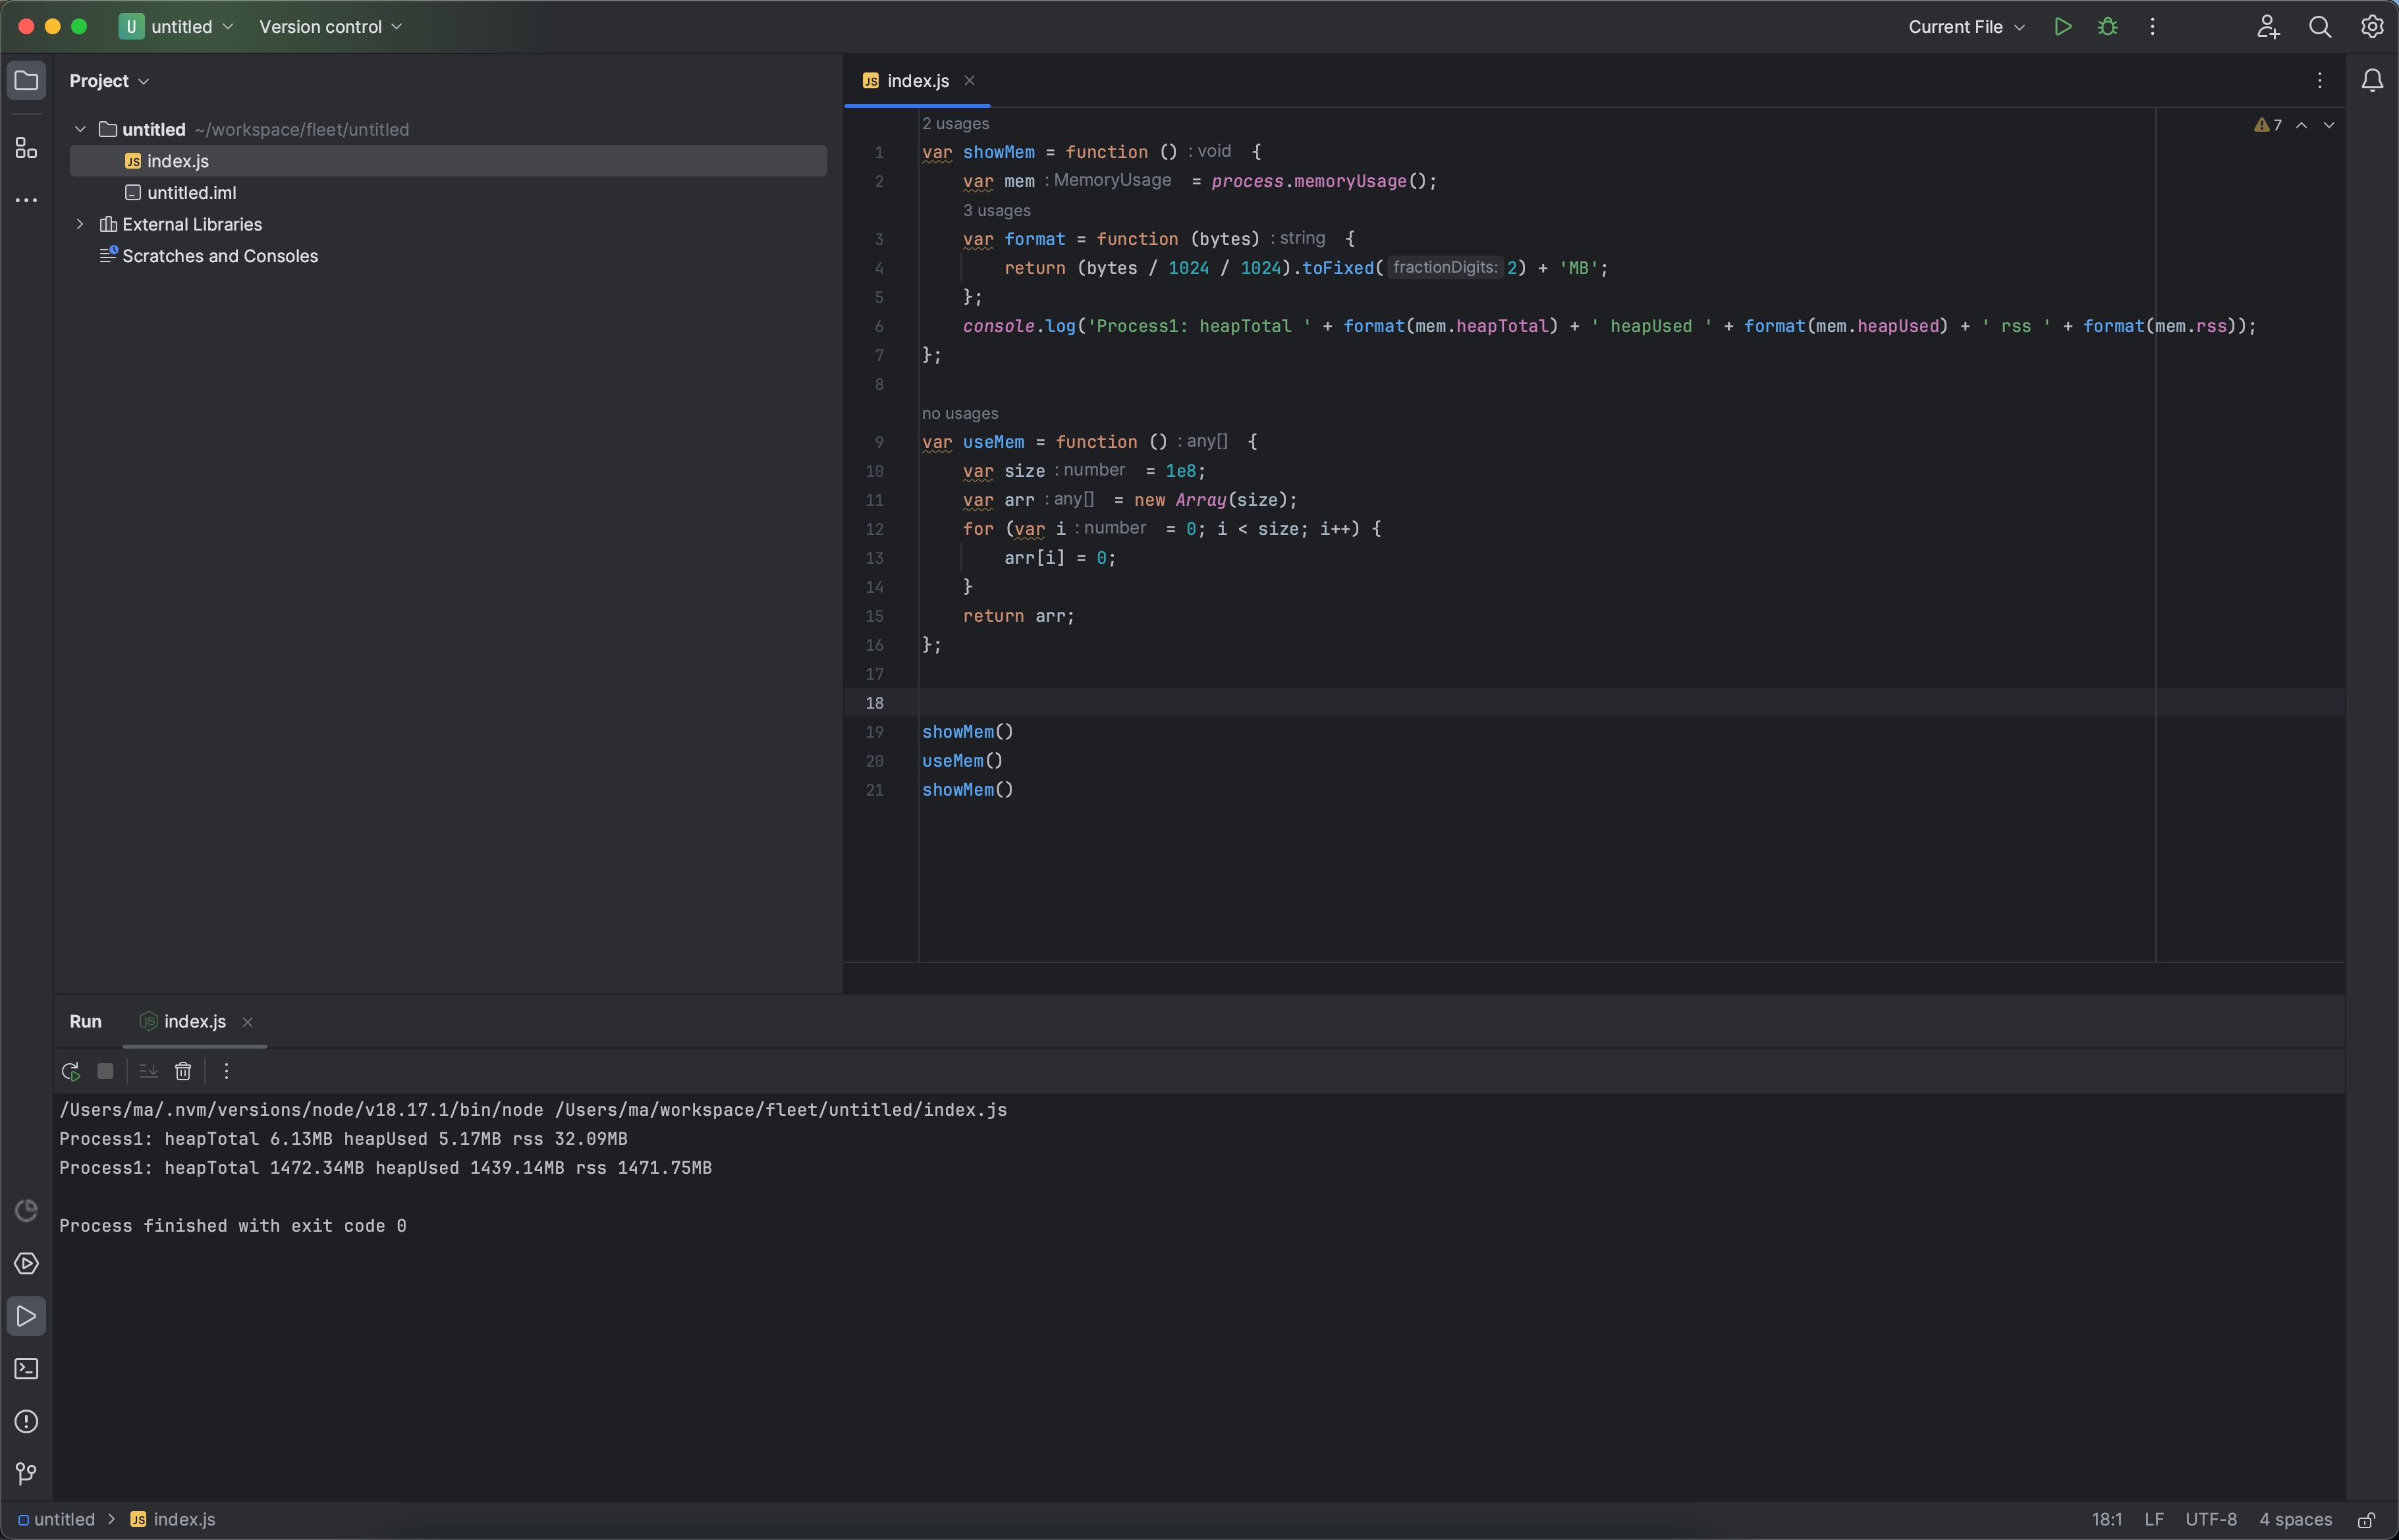 U untitled Version control Current File
Project
untitled ~/workspace/fleet/untitled
JS index.js
untitled.iml
External Libraries
Scratches and Consoles
JS index.js
7
2 usages
1 var showMem = function () : void {
2 var mem : MemoryUsage = process.memoryUsage();
3 usages
3 var format = function (bytes) : string {
4 return (bytes / 1024 / 1024).toFixed( fractionDigits: 2) + 'MB';
5 };
6 console.log('Process1: heapTotal ' + format(mem.heapTotal) + ' heapUsed ' + format(mem.heapUsed) + ' rss ' + format(mem.rss));
7 };
8
no usages
9 var useMem = function () : any[] {
10 var size : number = 1e8;
11 var arr : any[] = new Array(size);
12 for (var i : number = 0; i < size; i++) {
13 arr[i] = 0;
14 }
15 return arr;
16 };
17
18
19 showMem()
20 useMem()
21 showMem()
Run JS index.js
/Users/ma/.nvm/versions/node/v18.17.1/bin/node /Users/ma/workspace/fleet/untitled/index.js
Process1: heapTotal 6.13MB heapUsed 5.17MB rss 32.09MB
Process1: heapTotal 1472.34MB heapUsed 1439.14MB rss 1471.75MB
Process finished with exit code 0
untitled > JS index.js 18:1 LF UTF-8 4 spaces